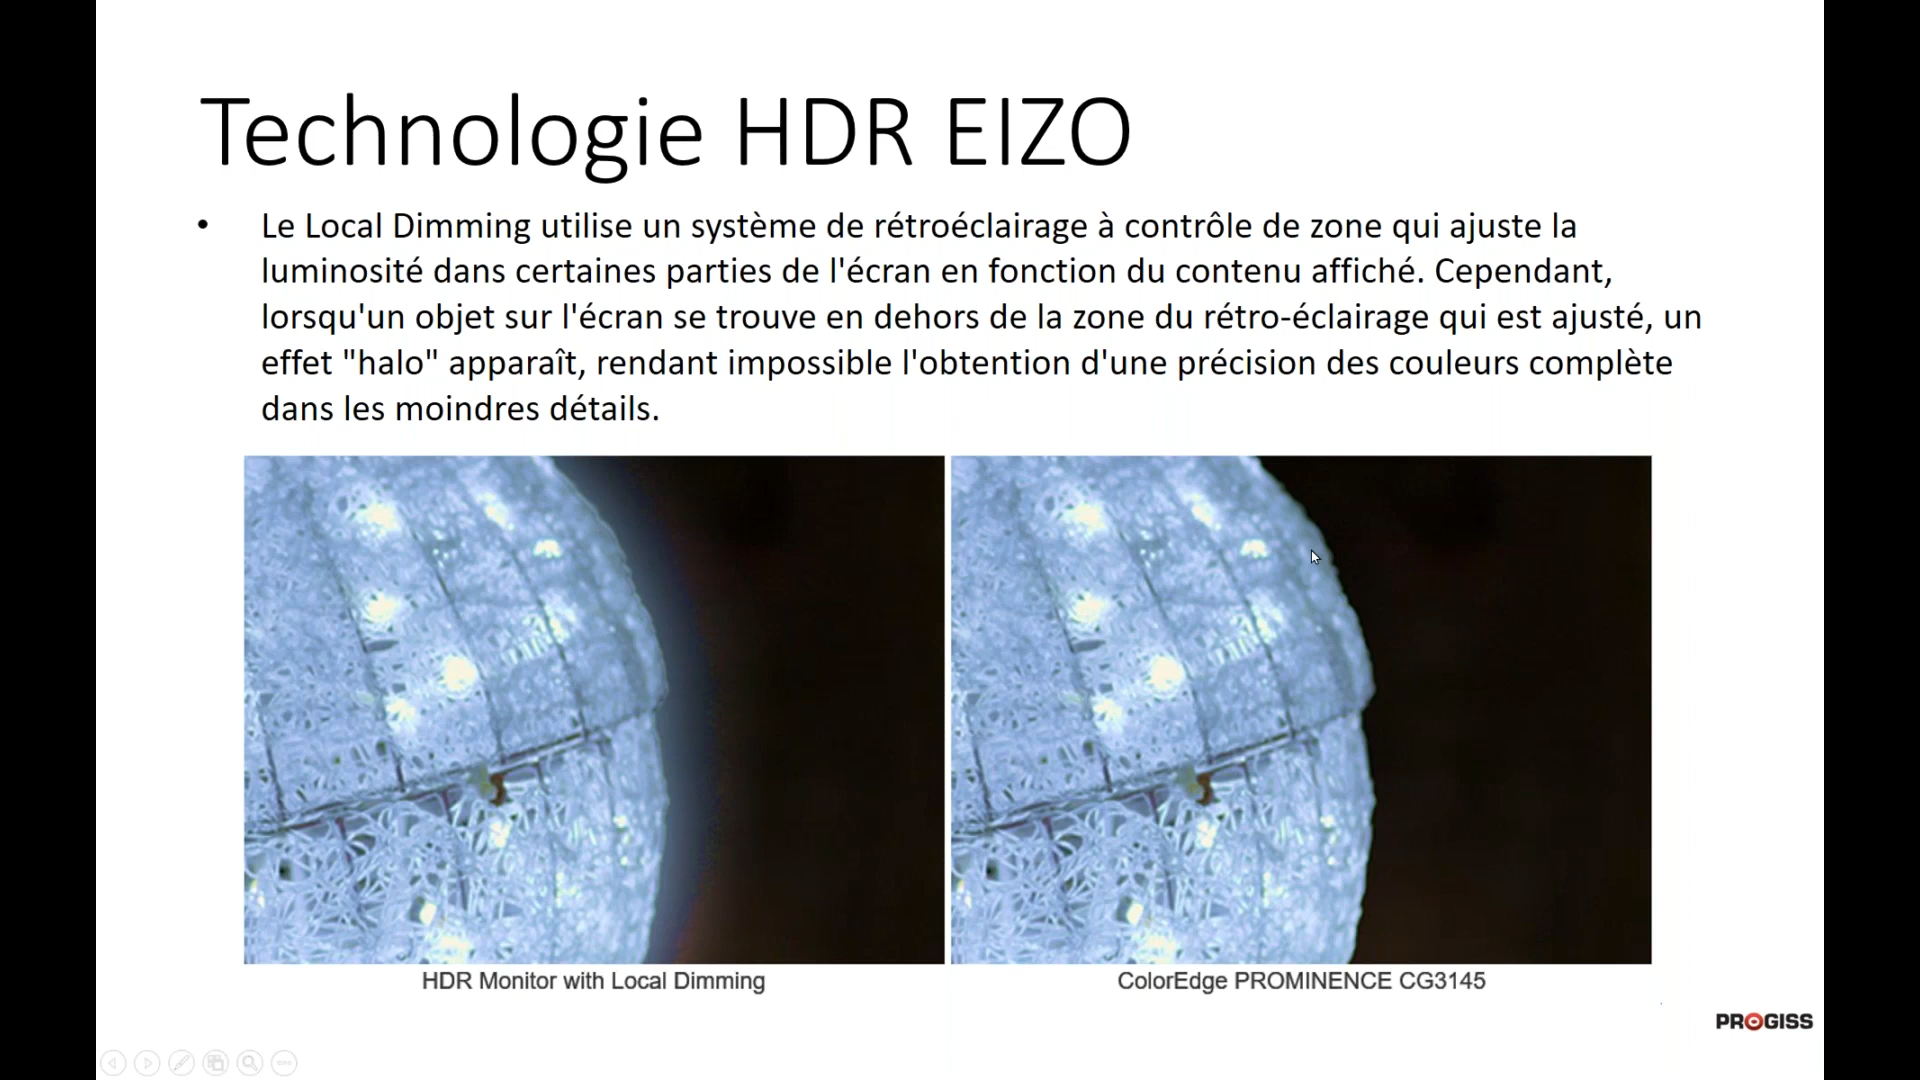 Technologie HDR EIZO
• Le Local Dimming utilise un système de rétroéclairage à contrôle de zone qui ajuste la
luminosité dans certaines parties de l'écran en fonction du contenu affiché. Cependant,
lorsqu'un objet sur l'écran se trouve en dehors de la zone du rétro-éclairage qui est ajusté, un
effet "halo" apparaît, rendant impossible l'obtention d'une précision des couleurs complète
dans les moindres détails.
HDR Monitor with Local Dimming
ColorEdge PROMINENCE CG3145
PROGISS